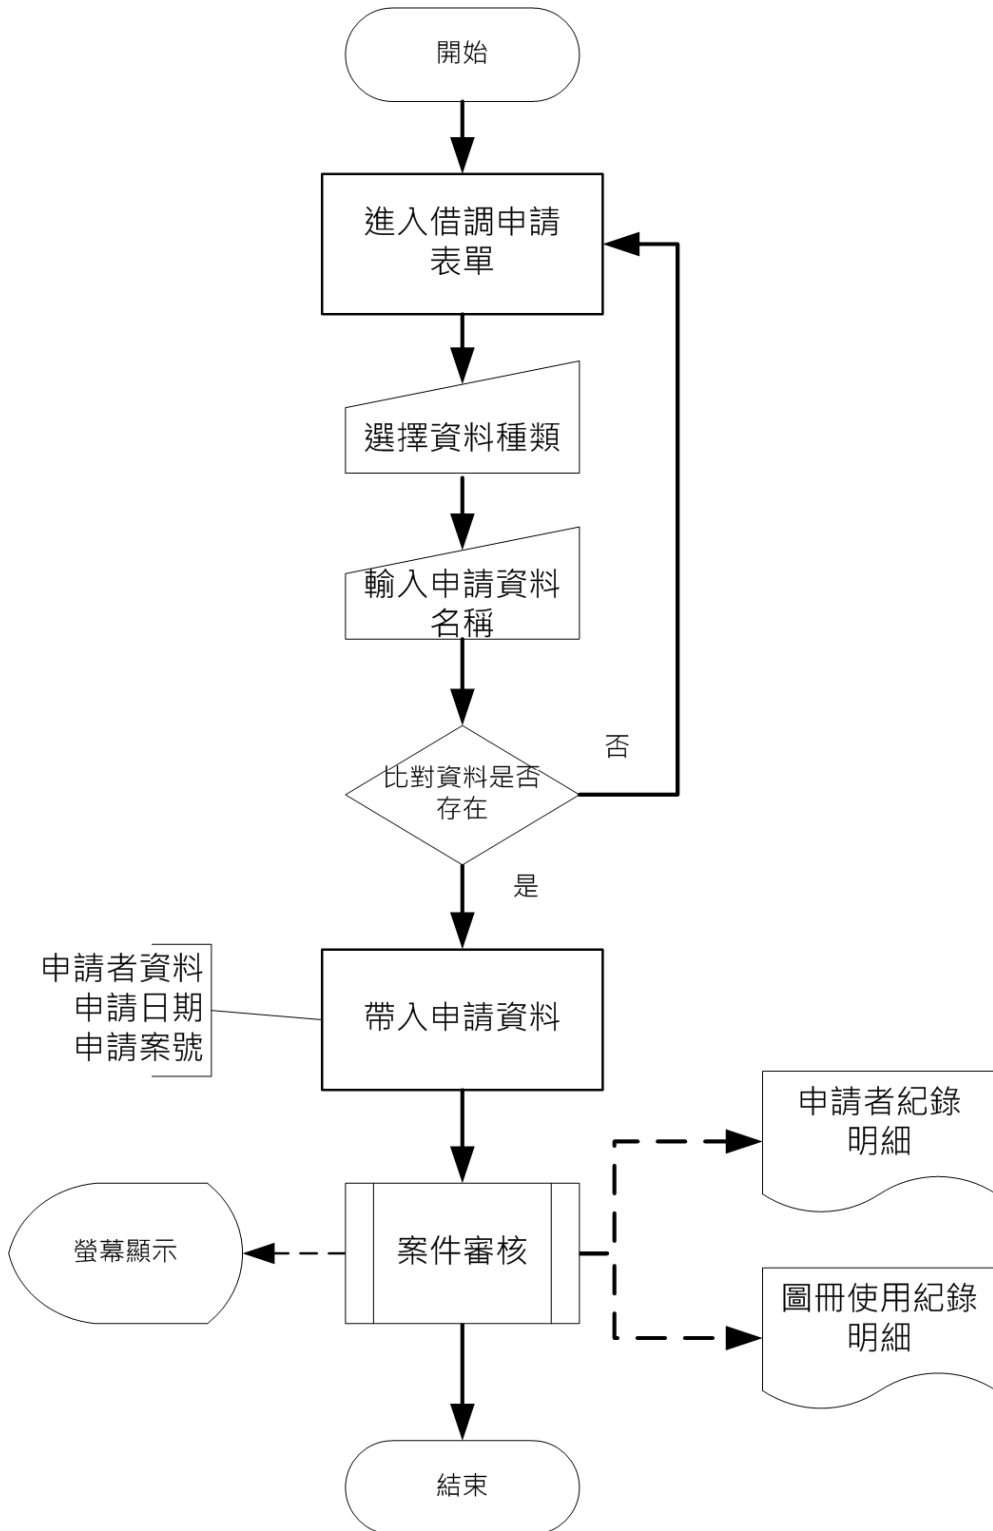 開始
進入借調申請
表單
選擇資料種類
輸入申請資料
名稱
比對資料是否
存在
否
是
申請者資料
申請日期
申請案號
帶入申請資料
申請者紀錄
明細
螢幕顯示
案件審核
圖冊使用紀錄
明細
結束